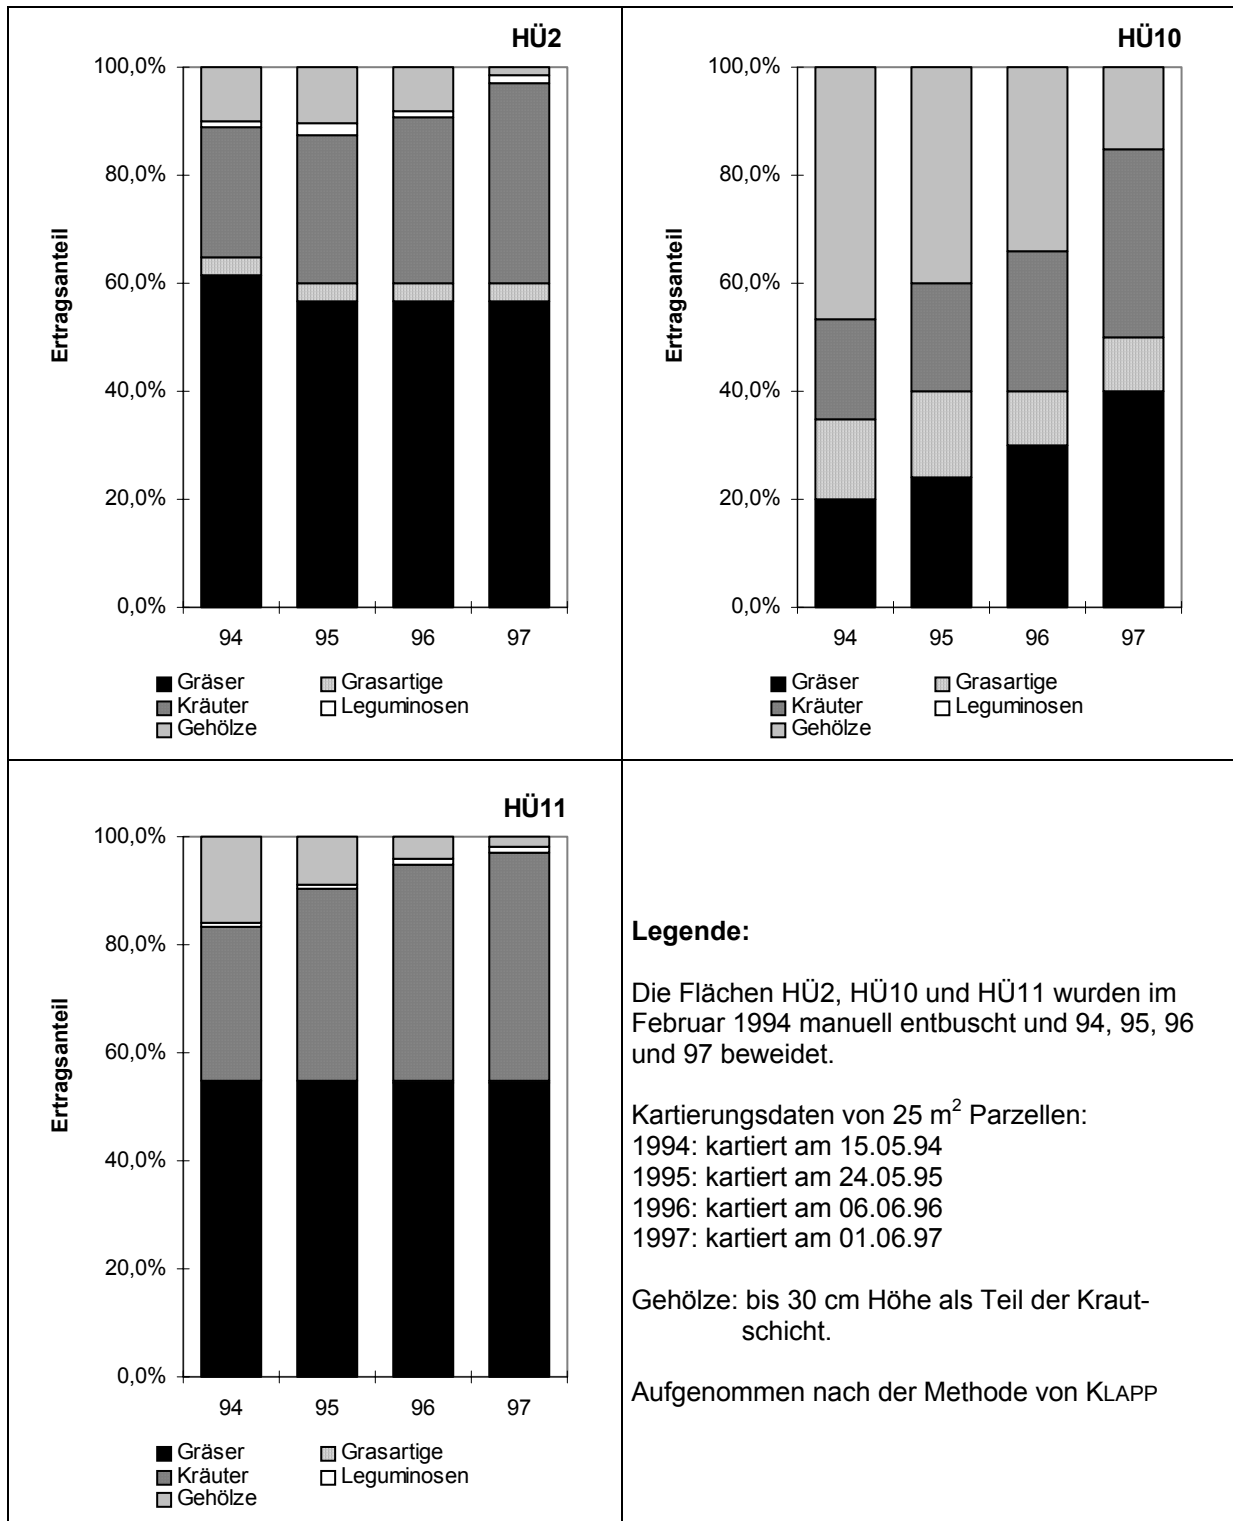 HÜ2
100,0%
80,0%
60,0%
40,0%
20,0%
0,0%
Ertragsanteil
94 95 96 97
Gräser Grasartige
Kräuter Leguminosen
Gehölze
HÜ10
100,0%
80,0%
60,0%
40,0%
20,0%
0,0%
Ertragsanteil
94 95 96 97
Gräser Grasartige
Kräuter Leguminosen
Gehölze
HÜ11
100,0%
80,0%
60,0%
40,0%
20,0%
0,0%
Ertragsanteil
94 95 96 97
Gräser Grasartige
Kräuter Leguminosen
Gehölze
Legende:
Die Flächen HÜ2, HÜ10 und HÜ11 wurden im
Februar 1994 manuell entbuscht und 94, 95, 96
und 97 beweidet.
Kartierungsdaten von 25 m² Parzellen:
1994: kartiert am 15.05.94
1995: kartiert am 24.05.95
1996: kartiert am 06.06.96
1997: kartiert am 01.06.97
Gehölze: bis 30 cm Höhe als Teil der Kraut-
schicht.
Aufgenommen nach der Methode von KLAPP